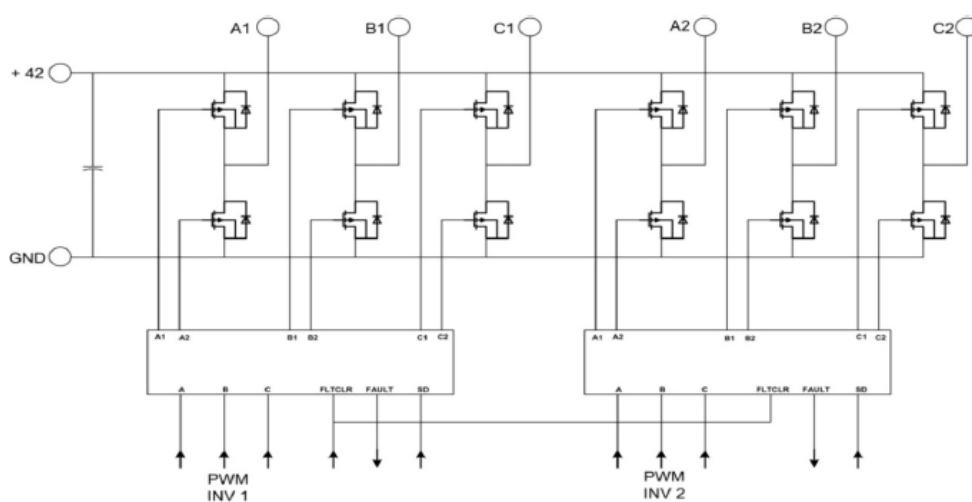 A1 B1 C1 A2 B2 C2
+ 42
GND
A1 A2 B1 B2 C1 C2 A1 A2 B1 B2 C1 C2
A B C FLTCLR FAULT SD A B C FLTCLR FAULT SD
PWM PWM
INV 1 INV 2